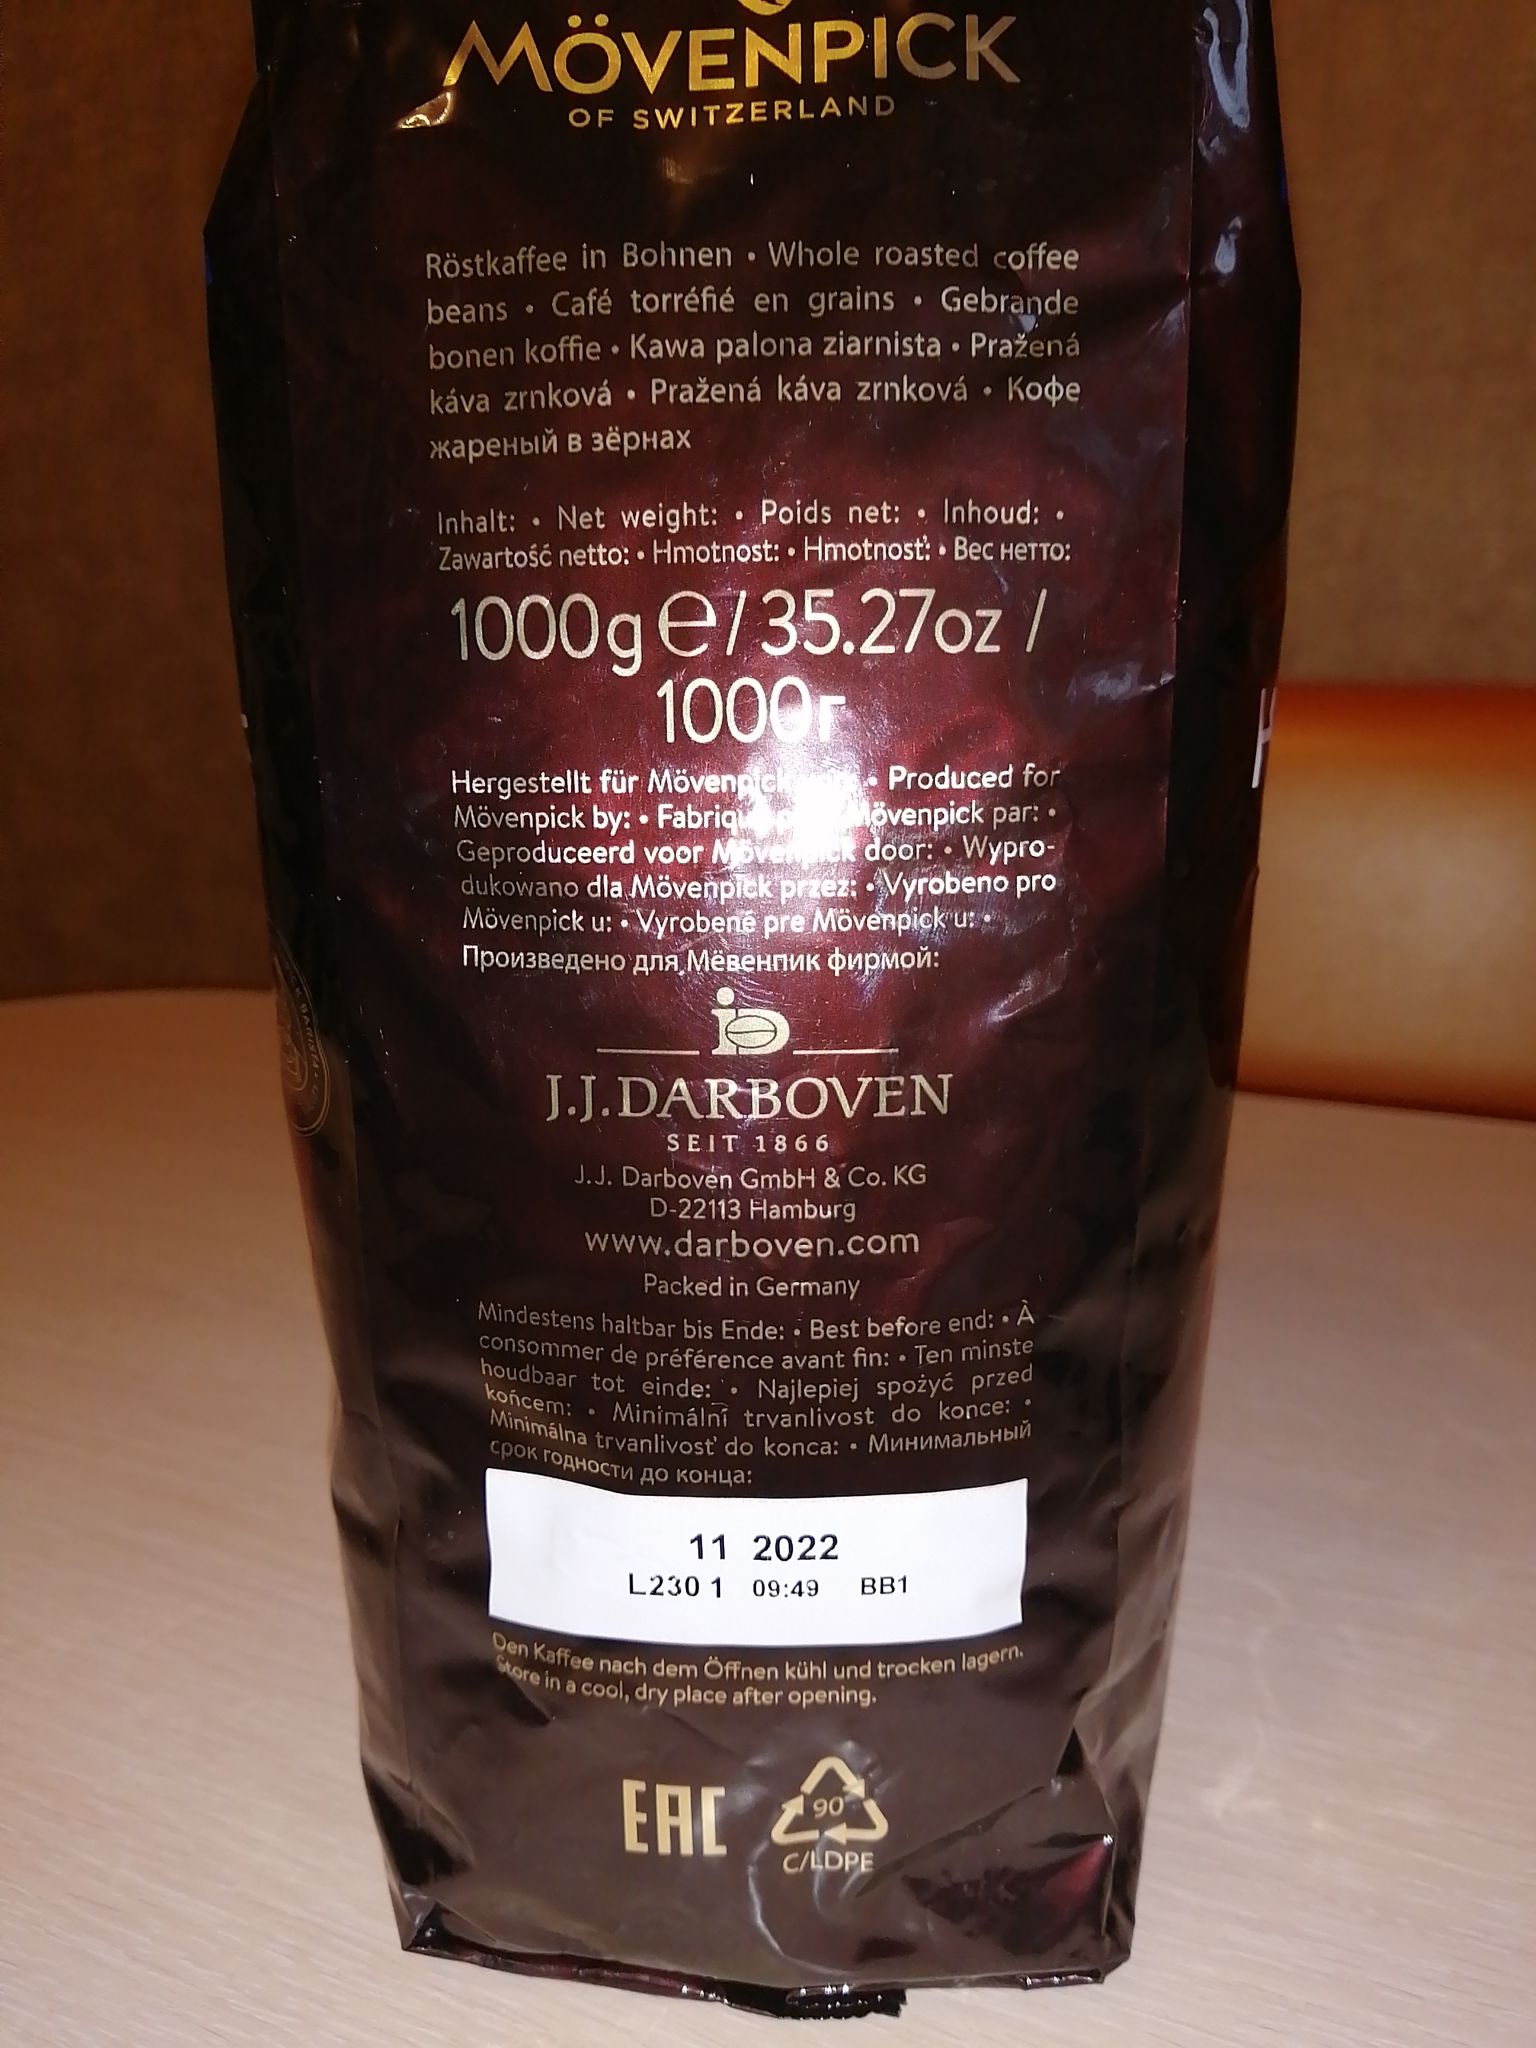 MÖVENPICK
OF SWITZERLAND
Röstkaffee in Bohnen • Whole roasted coffee
beans • Café torréfié en grains • Gebrande
bonen koffie • Kawa palona ziarnista • Pražená
káva zrnková • Pražená káva zrnková • Кофе
жареный в зёрнах
Inhalt: • Net weight: • Poids net: • Inhoud: •
Zawartość netto: • Hmotnost: • Hmotnosť: • Вес нетто:
1000g e / 35.27oz /
1000г
Hergestellt für Mövenpick • Produced for
Mövenpick by: • Mövenpick par: •
Geproduceerd voor Mövenpick door: • Wypro-
dukowano dla Mövenpick przez: • Vyrobeno pro
Mövenpick u: • Vyrobené pre Mövenpick u: •
Произведено для Мёвенпик фирмой:
J.J.DARBOVEN
SEIT 1866
J.J. Darboven GmbH & Co. KG
D-22113 Hamburg
www.darboven.com
Packed in Germany
Mindestens haltbar bis Ende: • Best before end: • À
consommer de préférence avant fin: • Ten minste
houdbaar tot einde: • Najlepiej spożyć przed
końcem: • Minimální trvanlivost do konce: •
Minimálna trvanlivosť do konca: • Минимальный
срок годности до конца:
11 2022
L230 1 09:49 BB1
Den Kaffee nach dem Öffnen kühl und trocken lagern.
Store in a cool, dry place after opening.
EAC
90
C/LDPE